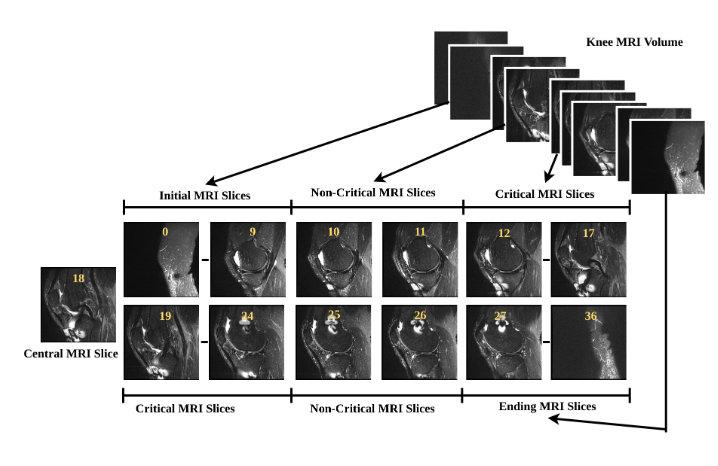 Knee MRI Volume
Initial MRI Slices
Non-Critical MRI Slices
Critical MRI Slices
0
9
10
11
12
17
18
19
24
25
26
27
36
Central MRI Slice
Critical MRI Slices
Non-Critical MRI Slices
Ending MRI Slices